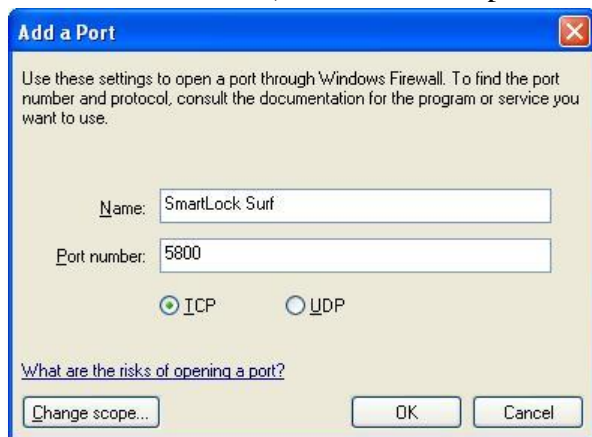 Add a Port
Use these settings to open a port through Windows Firewall. To find the port
number and protocol, consult the documentation for the program or service you
want to use.
Name: SmartLock Surf
Port number: 5800
TCP UDP
What are the risks of opening a port?
Change scope... OK Cancel